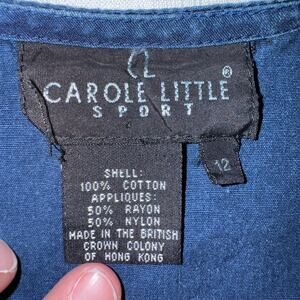 CL
CAROLE LITTLE ®
SPORT
12
SHELL:
100% COTTON
APPLIQUES:
50% RAYON
50% NYLON
MADE IN THE BRITISH
CROWN COLONY
OF HONG KONG